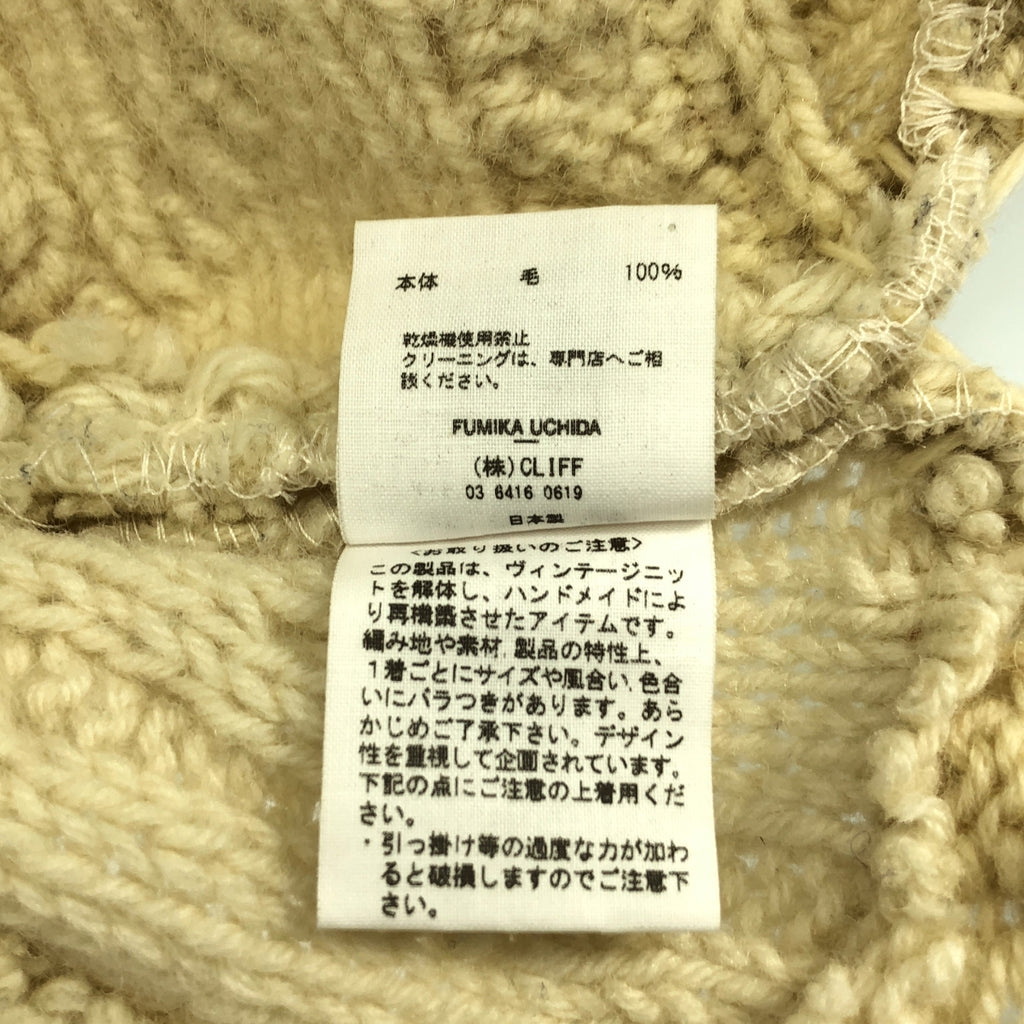 本体 毛 100%
乾燥機使用禁止
クリーニングは、専門店へご相
談ください。
FUMIKA UCHIDA
(株)CLIFF
03 6416 0619
日本製
<お取り扱いのご注意>
この製品は、ヴィンテージニッ
トを解体し、ハンドメイドによ
り再構築させたアイテムです。
編み地や素材、製品の特性上、
1着ごとにサイズや風合い、色合
いにバラつきがあります。あら
かじめご了承下さい。デザイン
性を重視して企画されています。
下記の点にご注意の上着用くだ
さい。
・引っ掛け等の過度な力が加わ
ると破損しますのでご注意下
さい。